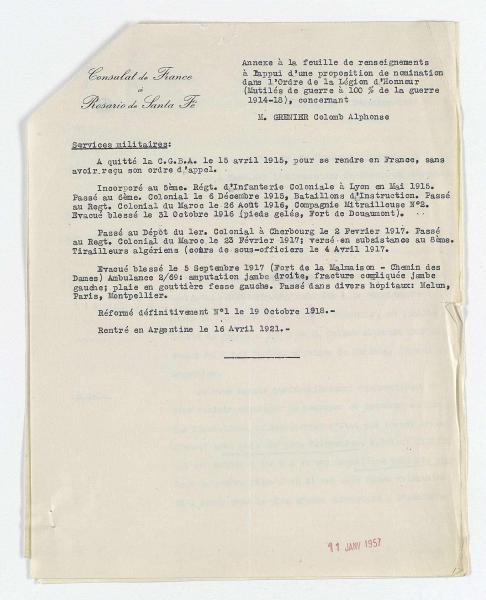 Consulat de France
à
Rosario de Santa Fé
Annexe à la feuille de renseignements
à l'appui d'une proposition de nomination
dans l'Ordre de la Légion d'Honneur
(Mutilés de guerre à 100 % de la guerre
1914-18), concernant
M. GRENIER Colomb Alphonse
Services militaires:
A quitté la C.G.B.A. le 15 avril 1915, pour se rendre en France, sans
avoir reçu son ordre d'appel.
Incorporé au 5ème. Régt. d'Infanterie Coloniale à Lyon en Mai 1915.
Passé au 6ème. Colonial le 6 Décembre 1915, Bataillons d'Instruction. Passé
au Regt. Colonial du Maroc le 26 Août 1916, Compagnie Mitrailleuse N°2.
Evacué blessé le 31 Octobre 1916 (pieds gelés, Fort de Douaumont).
Passé au Dépôt du 1er. Colonial à Cherbourg le 2 Fevrier 1917. Passé
au Regt. Colonial du Maroc le 23 Février 1917; versé en subsistance au 8ème.
Tirailleurs algériens (cours de sous-officiers le 4 Avril 1917.
Evacué blessé le 5 Septembre 1917 (Fort de la Malmaison - Chemin des
Dames) Ambulance 2/69: amputation jambe droite, fracture compliquée jambe
gauche; plaie en gouttière fesse gauche. Passé dans divers hôpitaux: Melun,
Paris, Montpellier.
Réformé définitivement N°1 le 19 Octobre 1918.-
Rentré en Argentine le 16 Avril 1921.-
11 JANV 1957